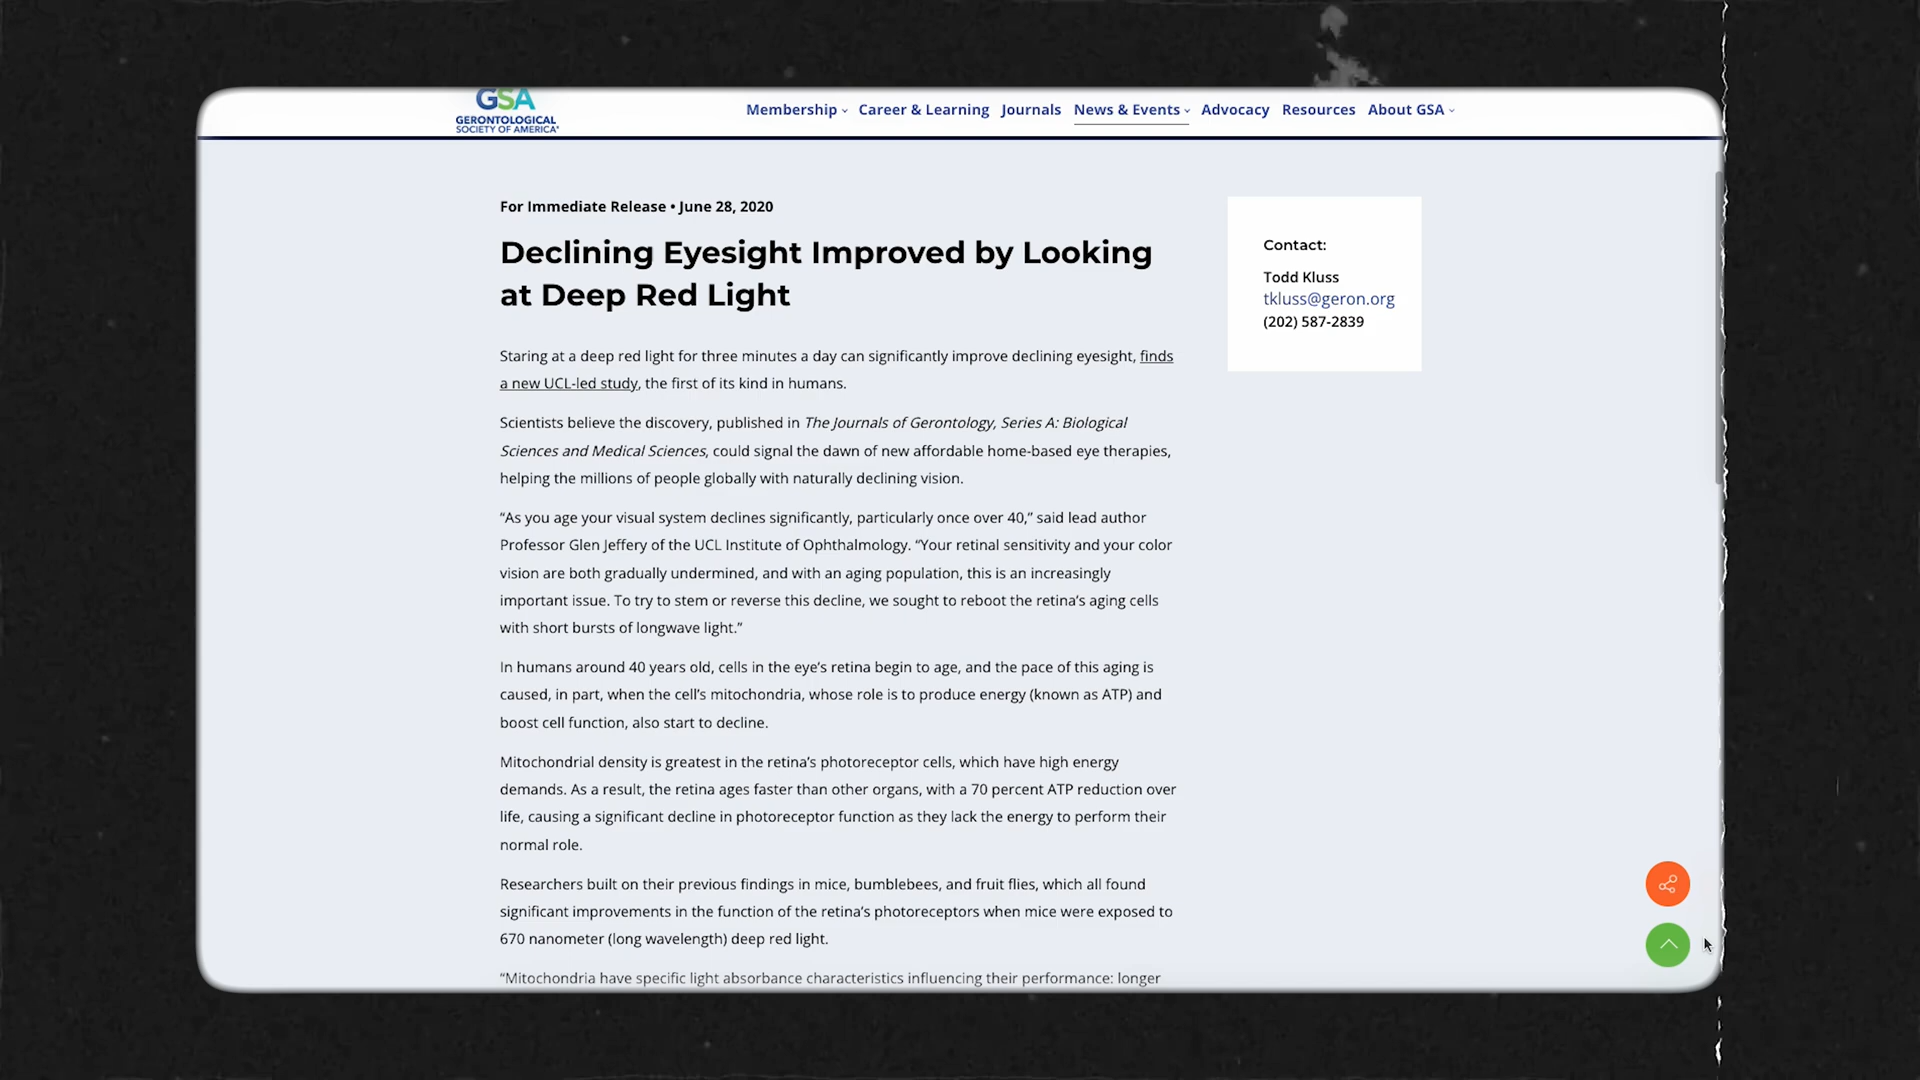 GSA
GERONTOLOGICAL
SOCIETY OF AMERICA®
Membership Career & Learning Journals News & Events Advocacy Resources About GSA
For Immediate Release • June 28, 2020
Declining Eyesight Improved by Looking
at Deep Red Light
Staring at a deep red light for three minutes a day can significantly improve declining eyesight, finds
a new UCL-led study, the first of its kind in humans.
Scientists believe the discovery, published in The Journals of Gerontology, Series A: Biological
Sciences and Medical Sciences, could signal the dawn of new affordable home-based eye therapies,
helping the millions of people globally with naturally declining vision.
“As you age your visual system declines significantly, particularly once over 40,” said lead author
Professor Glen Jeffery of the UCL Institute of Ophthalmology. “Your retinal sensitivity and your color
vision are both gradually undermined, and with an aging population, this is an increasingly
important issue. To try to stem or reverse this decline, we sought to reboot the retina’s aging cells
with short bursts of longwave light.”
In humans around 40 years old, cells in the eye’s retina begin to age, and the pace of this aging is
caused, in part, when the cell’s mitochondria, whose role is to produce energy (known as ATP) and
boost cell function, also start to decline.
Mitochondrial density is greatest in the retina’s photoreceptor cells, which have high energy
demands. As a result, the retina ages faster than other organs, with a 70 percent ATP reduction over
life, causing a significant decline in photoreceptor function as they lack the energy to perform their
normal role.
Researchers built on their previous findings in mice, bumblebees, and fruit flies, which all found
significant improvements in the function of the retina’s photoreceptors when mice were exposed to
670 nanometer (long wavelength) deep red light.
“Mitochondria have specific light absorbance characteristics influencing their performance: longer
Contact:
Todd Kluss
tkluss@geron.org
(202) 587-2839